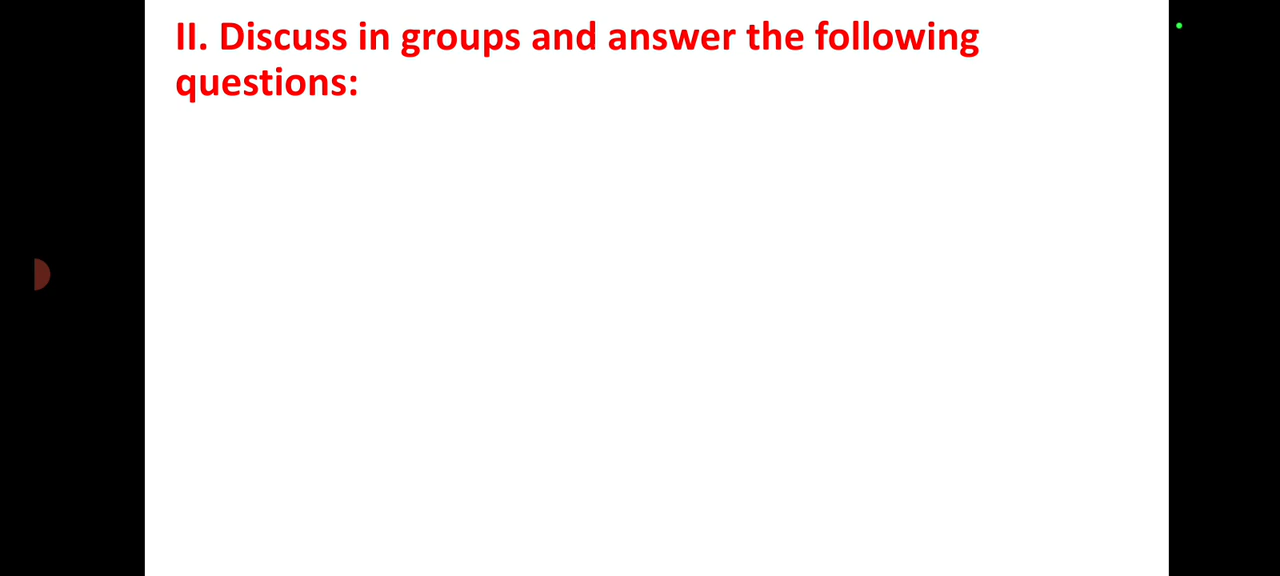 II. Discuss in groups and answer the following
questions: